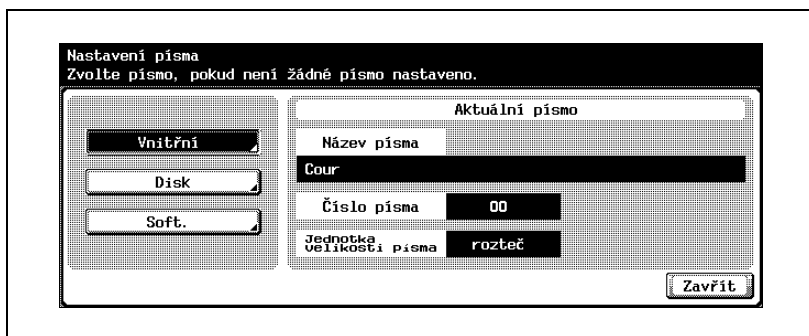 Nastavení písma
Zvolte písmo, pokud není žádné písmo nastaveno.
Aktuální písmo
Vnitřní
Disk
Soft.
Název písma
Cour
Číslo písma 00
Jednotka
velikosti písma rozteč
Zavřít